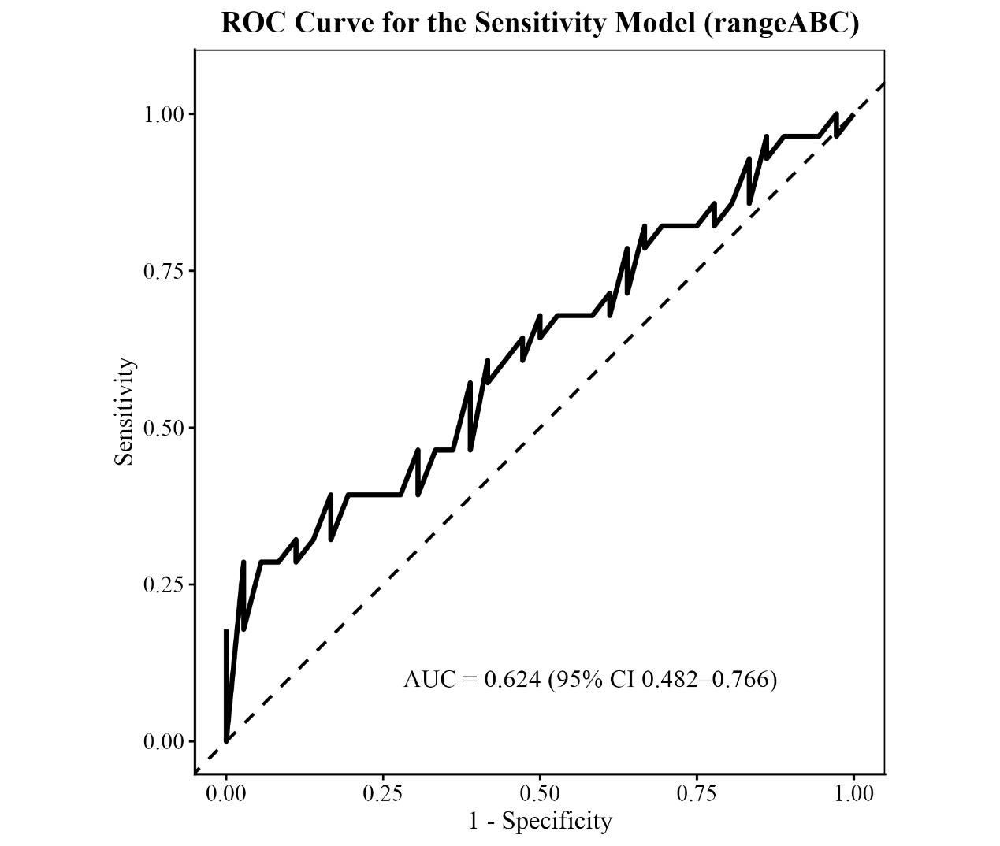 ROC Curve for the Sensitivity Model (rangeABC)
1.00
0.75
0.50
0.25
0.00
Sensitivity
AUC = 0.624 (95% CI 0.482–0.766)
0.00 0.25 0.50 0.75 1.00
1 - Specificity